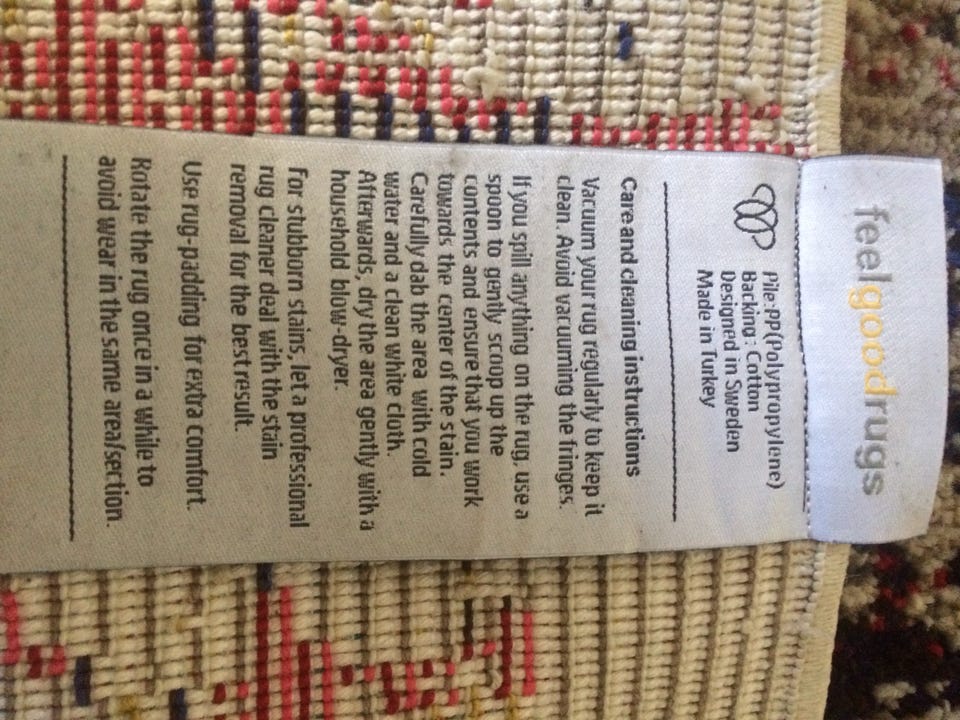 feelgoodrugs
Pile:PP(Polypropylene)
Backing : Cotton
Designed in Sweden
Made in Turkey
Care and cleaning instructions
Vacuum your rug regularly to keep it
clean. Avoid vacuuming the fringes.
If you spill anything on the rug, use a
spoon to gently scoop up the
contents and ensure that you work
towards the center of the stain.
Carefully dab the area with cold
water and a clean white cloth.
Afterwards, dry the area gently with a
household blow-dryer.
For stubborn stains, let a professional
rug cleaner deal with the stain
removal for the best result.
Use rug-padding for extra comfort.
Rotate the rug once in a while to
avoid wear in the same area/section.